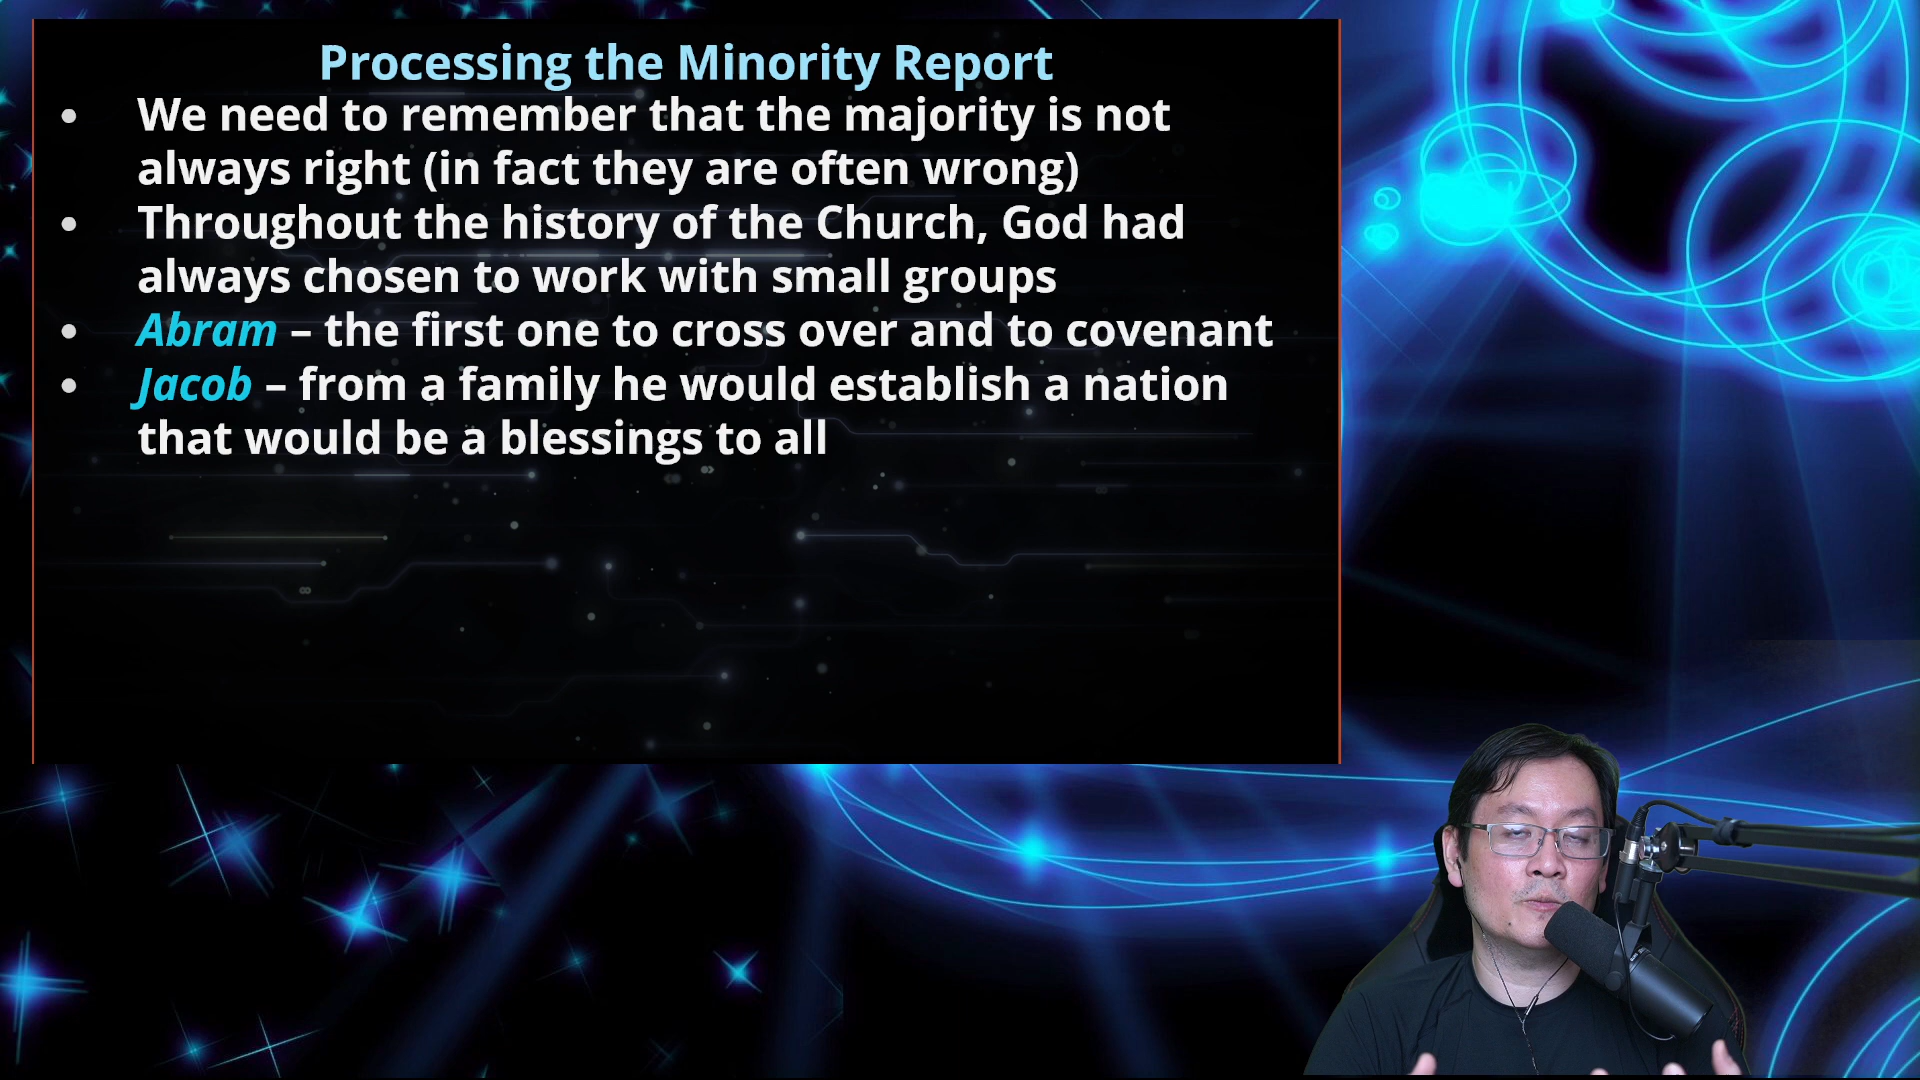 Processing the Minority Report
• We need to remember that the majority is not
always right (in fact they are often wrong)
• Throughout the history of the Church, God had
always chosen to work with small groups
• Abram – the first one to cross over and to covenant
• Jacob – from a family he would establish a nation
that would be a blessings to all